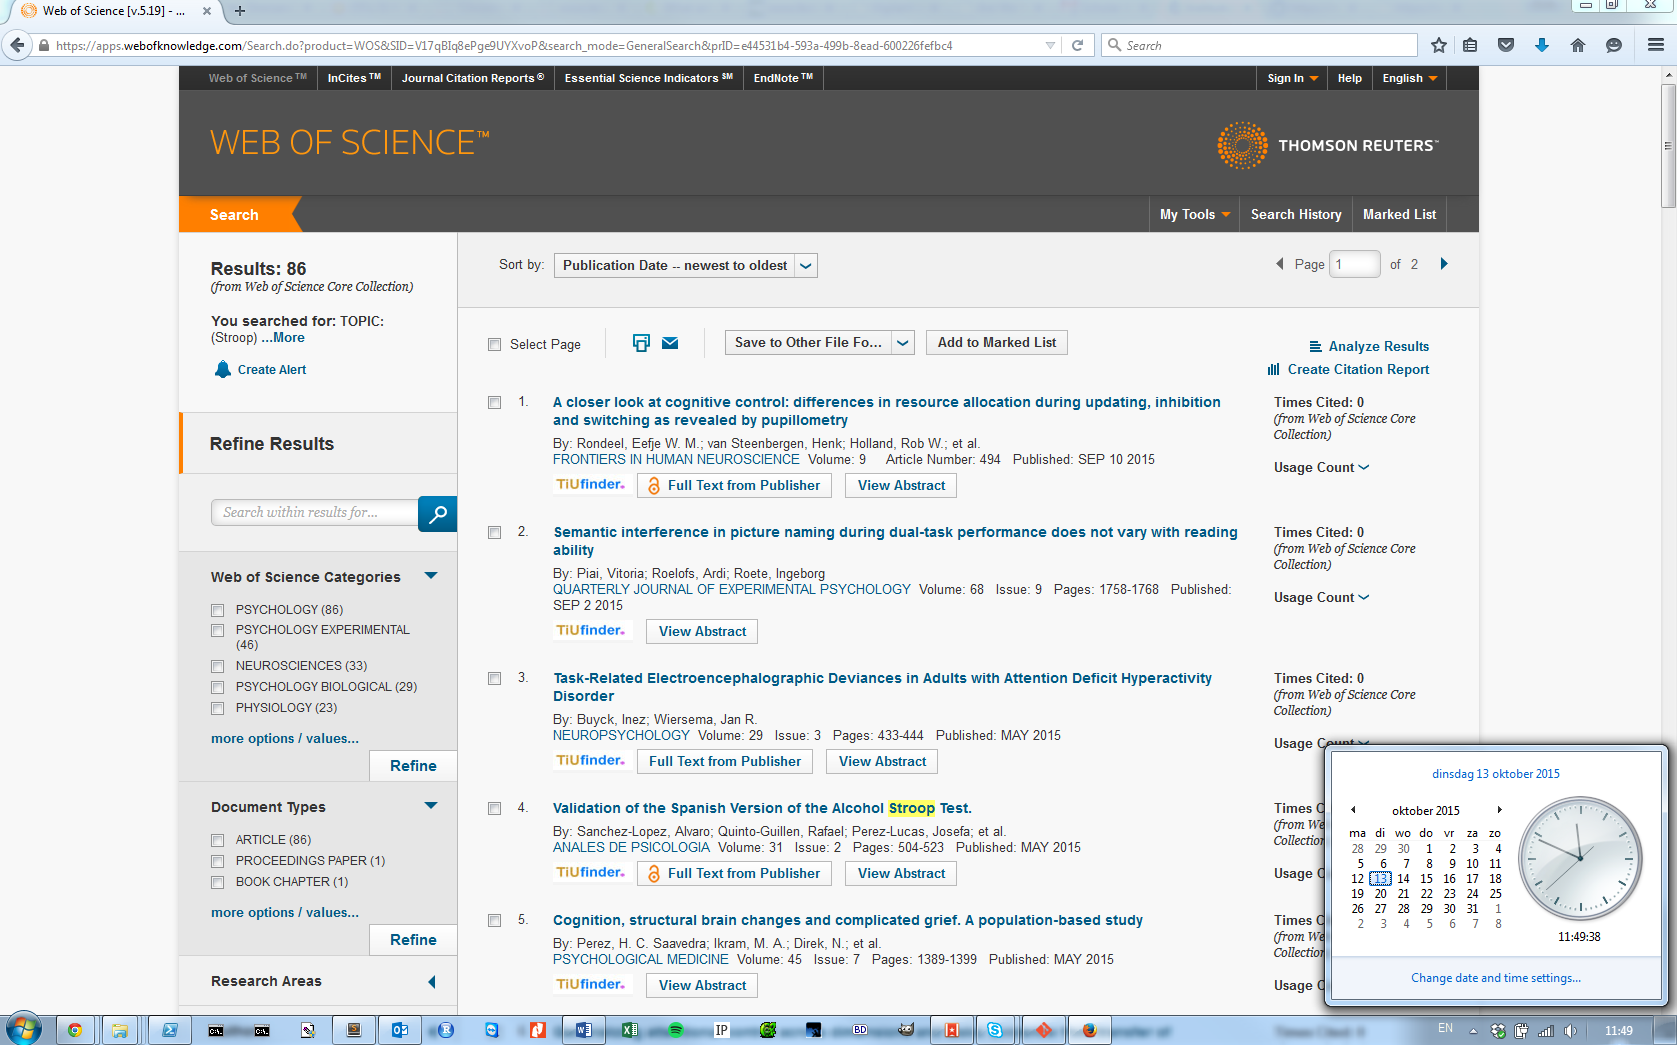 Web of Science [v.5.19] - ...
https://apps.webofknowledge.com/Search.do?product=WOS&SID=V17qBIq8ePge9UYXvoP&search_mode=GeneralSearch&prID=e44531b4-593a-499b-8ead-600226fefbc4
Search
Web of Science ™ InCites ™ Journal Citation Reports ® Essential Science Indicators ℠ EndNote ™
Sign In Help English
WEB OF SCIENCE™
THOMSON REUTERS™
Search
My Tools Search History Marked List
Results: 86
(from Web of Science Core Collection)
You searched for: TOPIC:
(Stroop) ...More
Create Alert
Refine Results
Search within results for...
Web of Science Categories
PSYCHOLOGY (86)
PSYCHOLOGY EXPERIMENTAL
(46)
NEUROSCIENCES (33)
PSYCHOLOGY BIOLOGICAL (29)
PHYSIOLOGY (23)
more options / values...
Refine
Document Types
ARTICLE (86)
PROCEEDINGS PAPER (1)
BOOK CHAPTER (1)
more options / values...
Refine
Research Areas
Sort by: Publication Date -- newest to oldest
Page 1 of 2
Select Page
Save to Other File Fo... Add to Marked List
Analyze Results
Create Citation Report
1. A closer look at cognitive control: differences in resource allocation during updating, inhibition
and switching as revealed by pupillometry
By: Rondeel, Eefje W. M.; van Steenbergen, Henk; Holland, Rob W.; et al.
FRONTIERS IN HUMAN NEUROSCIENCE Volume: 9 Article Number: 494 Published: SEP 10 2015
TiUfinder. Full Text from Publisher View Abstract
Times Cited: 0
(from Web of Science Core
Collection)
Usage Count
2. Semantic interference in picture naming during dual-task performance does not vary with reading
ability
By: Piai, Vitoria; Roelofs, Ardi; Roete, Ingeborg
QUARTERLY JOURNAL OF EXPERIMENTAL PSYCHOLOGY Volume: 68 Issue: 9 Pages: 1758-1768 Published:
SEP 2 2015
TiUfinder. View Abstract
Times Cited: 0
(from Web of Science Core
Collection)
Usage Count
3. Task-Related Electroencephalographic Deviances in Adults with Attention Deficit Hyperactivity
Disorder
By: Buyck, Inez; Wiersema, Jan R.
NEUROPSYCHOLOGY Volume: 29 Issue: 3 Pages: 433-444 Published: MAY 2015
TiUfinder. Full Text from Publisher View Abstract
Times Cited: 0
(from Web of Science Core
Collection)
Usage Count
4. Validation of the Spanish Version of the Alcohol Stroop Test.
By: Sanchez-Lopez, Alvaro; Quinto-Guillen, Rafael; Perez-Lucas, Josefa; et al.
ANALES DE PSICOLOGIA Volume: 31 Issue: 2 Pages: 504-523 Published: MAY 2015
TiUfinder. Full Text from Publisher View Abstract
Times C
(from We
Collection
Usage C
5. Cognition, structural brain changes and complicated grief. A population-based study
By: Perez, H. C. Saavedra; Ikram, M. A.; Direk, N.; et al.
PSYCHOLOGICAL MEDICINE Volume: 45 Issue: 7 Pages: 1389-1399 Published: MAY 2015
TiUfinder. View Abstract
Times C
(from We
Collection
Usage C
dinsdag 13 oktober 2015
oktober 2015
ma di wo do vr za zo
28 29 30 1 2 3 4
5 6 7 8 9 10 11
12 13 14 15 16 17 18
19 20 21 22 23 24 25
26 27 28 29 30 31 1
2 3 4 5 6 7 8
11:49:38
Change date and time settings...
IP BD
EN 11:49